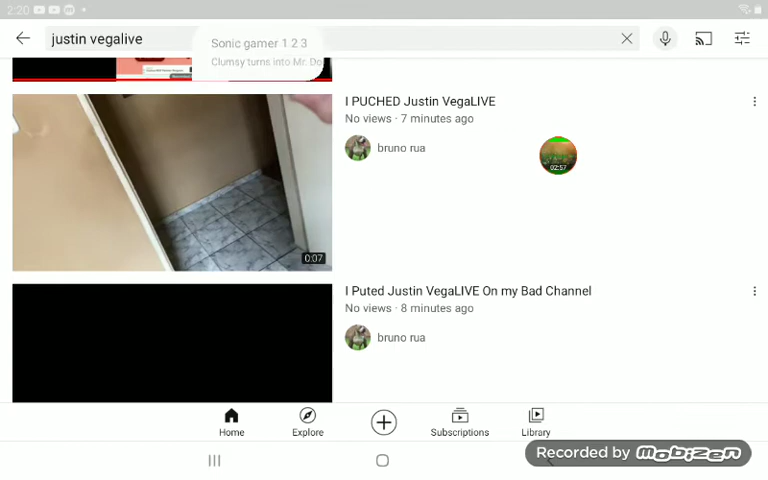 2:20
justin vegalive
Sonic gamer 1 2 3
Clumsy turns into Mr. Do
I PUCHED Justin VegaLIVE
No views · 7 minutes ago
bruno rua
02:57
0:07
I Puted Justin VegaLIVE On my Bad Channel
No views · 8 minutes ago
bruno rua
Home
Explore
Subscriptions
Library
Recorded by Mobizen